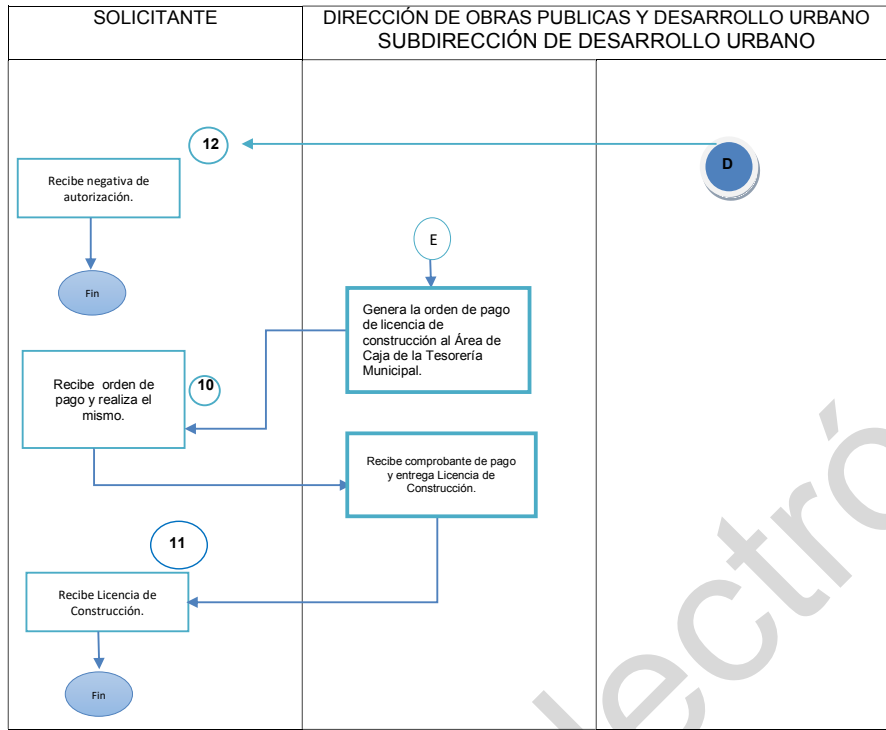 SOLICITANTE
DIRECCIÓN DE OBRAS PUBLICAS Y DESARROLLO URBANO
SUBDIRECCIÓN DE DESARROLLO URBANO
12
D
Recibe negativa de
autorización.
E
Fin
Genera la orden de pago
de licencia de
construcción al Área de
Caja de la Tesorería
Municipal.
Recibe orden de
pago y realiza el
mismo.
10
Recibe comprobante de pago
y entrega Licencia de
Construcción.
11
Recibe Licencia de
Construcción.
Fin
lectró